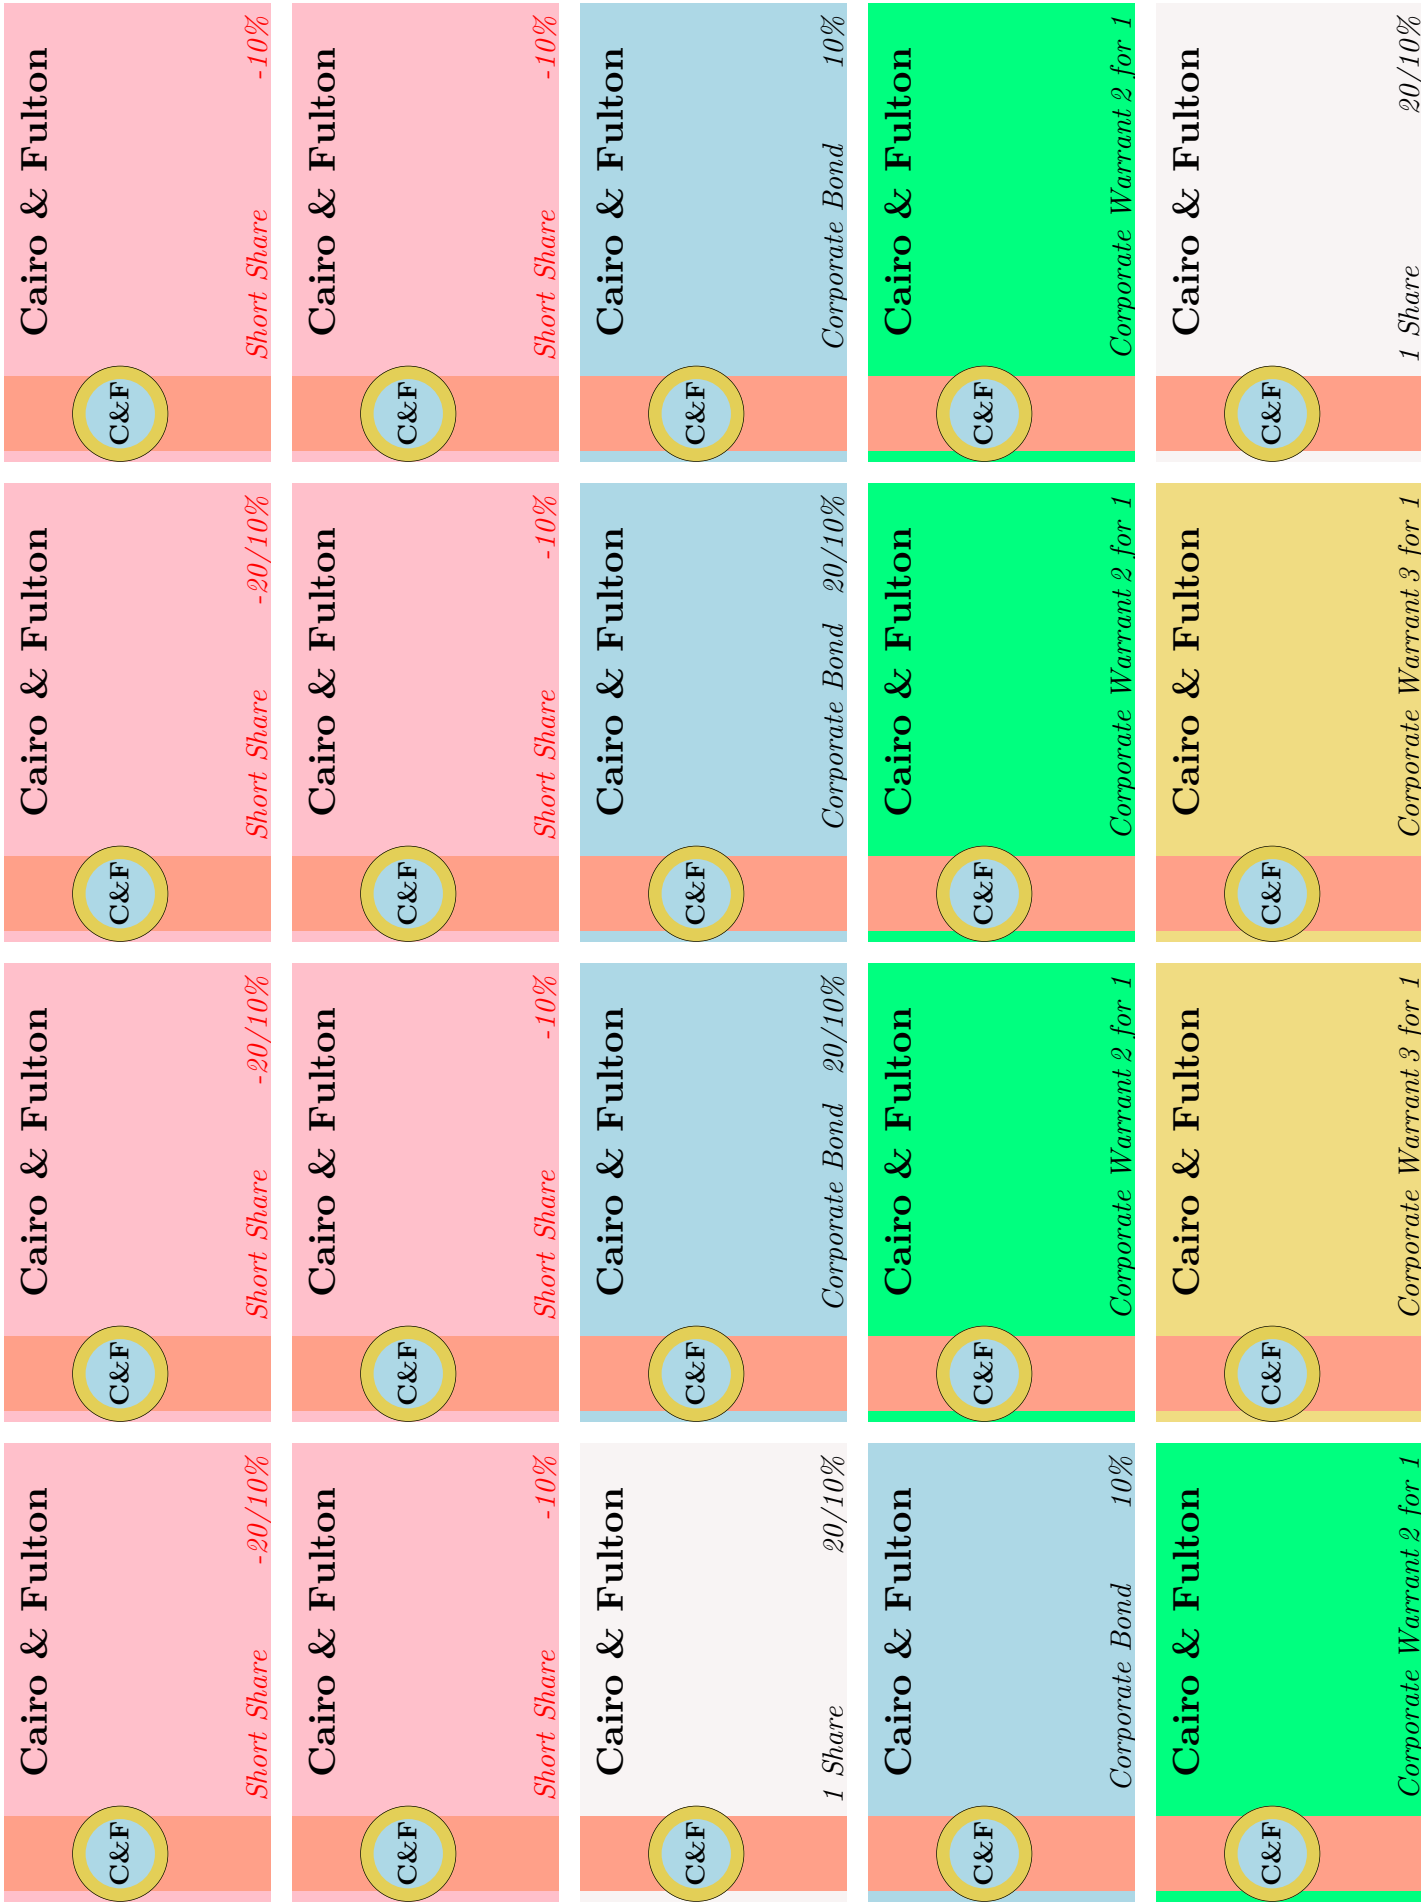 Cairo & Fulton
C&F
Short Share -20/10%
Cairo & Fulton
C&F
Short Share -20/10%
Cairo & Fulton
C&F
Short Share -20/10%
Cairo & Fulton
C&F
Short Share -10%
Cairo & Fulton
C&F
Short Share -10%
Cairo & Fulton
C&F
Short Share -10%
Cairo & Fulton
C&F
Short Share -10%
Cairo & Fulton
C&F
Short Share -10%
Cairo & Fulton
C&F
1 Share 20/10%
Cairo & Fulton
C&F
Corporate Bond 20/10%
Cairo & Fulton
C&F
Corporate Bond 20/10%
Cairo & Fulton
C&F
Corporate Bond 10%
Cairo & Fulton
C&F
Corporate Bond 10%
Cairo & Fulton
C&F
Corporate Warrant 2 for 1
Cairo & Fulton
C&F
Corporate Warrant 2 for 1
Cairo & Fulton
C&F
Corporate Warrant 2 for 1
Cairo & Fulton
C&F
Corporate Warrant 2 for 1
Cairo & Fulton
C&F
Corporate Warrant 3 for 1
Cairo & Fulton
C&F
Corporate Warrant 3 for 1
Cairo & Fulton
C&F
1 Share 20/10%